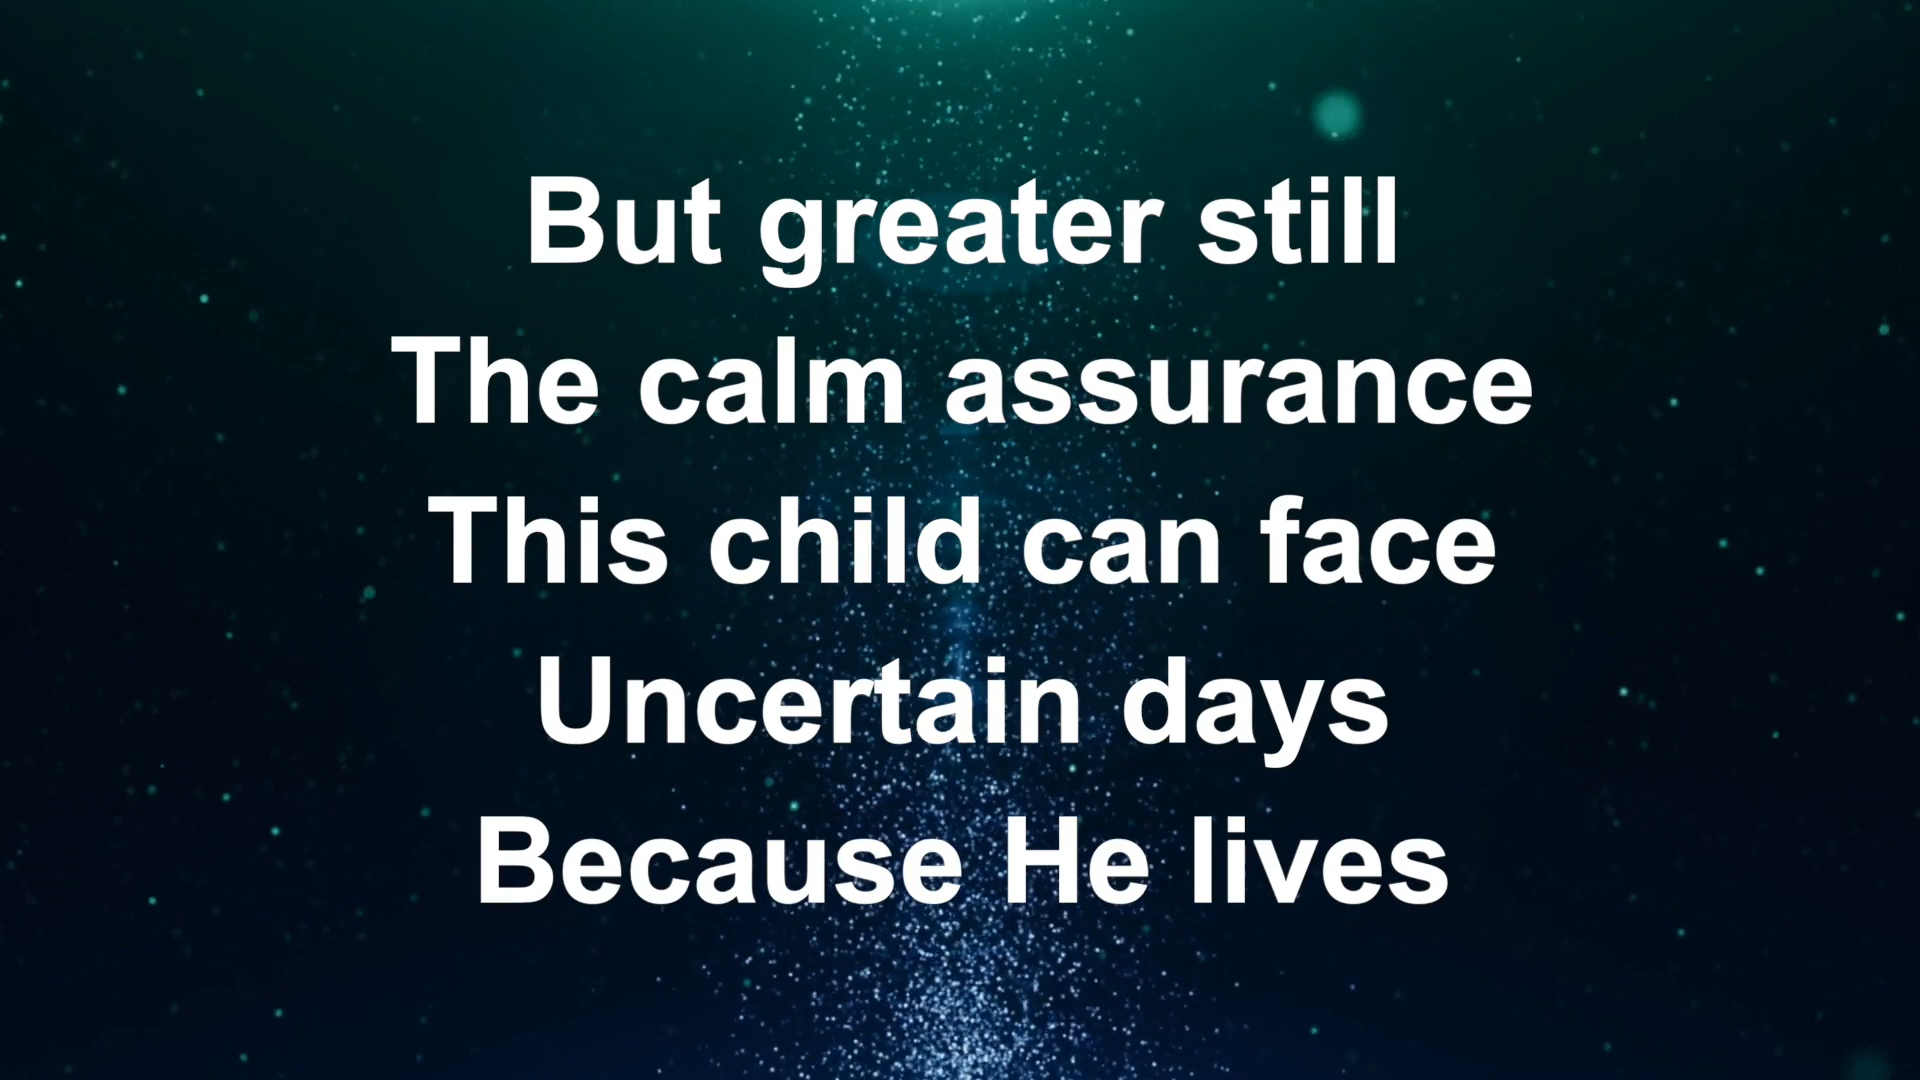 But greater still
The calm assurance
This child can face
Uncertain days
Because He lives